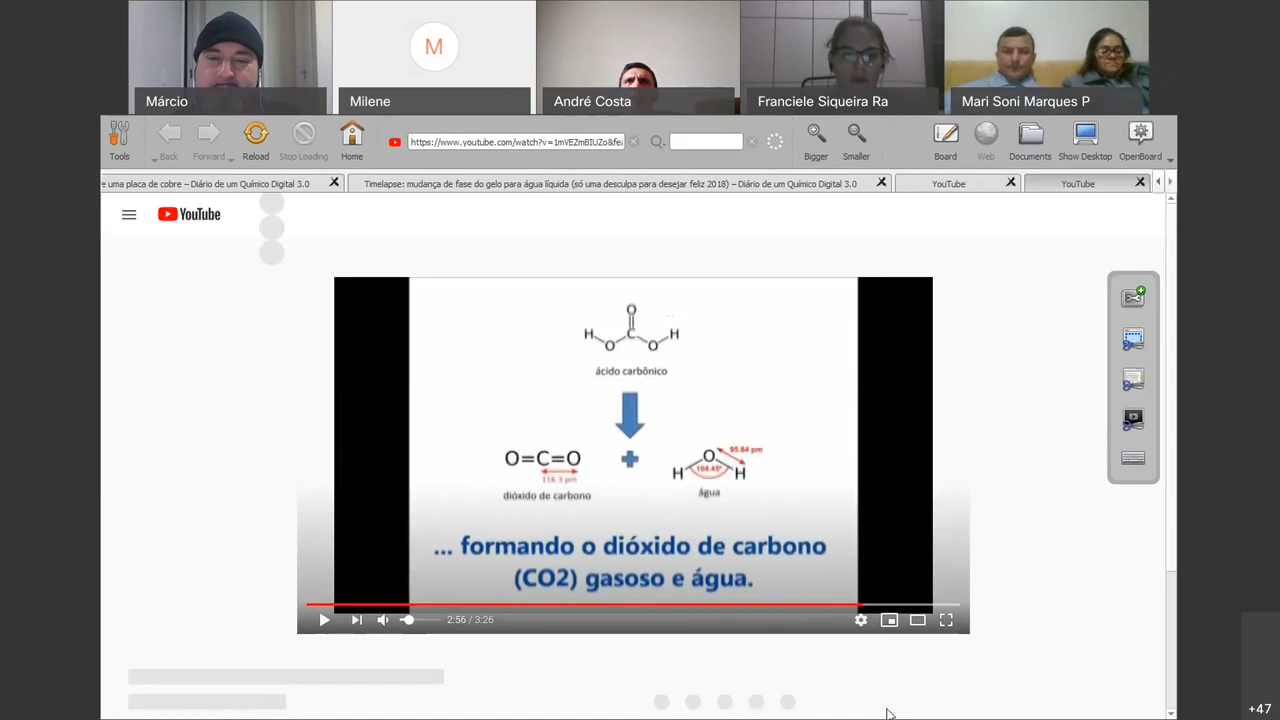 M
Márcio
Milene
André Costa
Franciele Siqueira Ra
Mari Soni Marques P
https://www.youtube.com/watch?v=1mVEZmBIUZo&fea
Tools
Back
Forward
Reload
Stop Loading
Home
Bigger
Smaller
Board
Web
Documents
Show Desktop
OpenBoard
e uma placa de cobre – Diário de um Químico Digital 3.0
Timelapse: mudança de fase do gelo para água líquida (só uma desculpa para desejar feliz 2018) – Diário de um Químico Digital 3.0
YouTube
YouTube
YouTube
O
H C H
O O
ácido carbônico
O=C=O
116.3 pm
dióxido de carbono
O
95.84 pm
H 104.45° H
água
... formando o dióxido de carbono
(CO2) gasoso e água.
2:56 / 3:26
+47